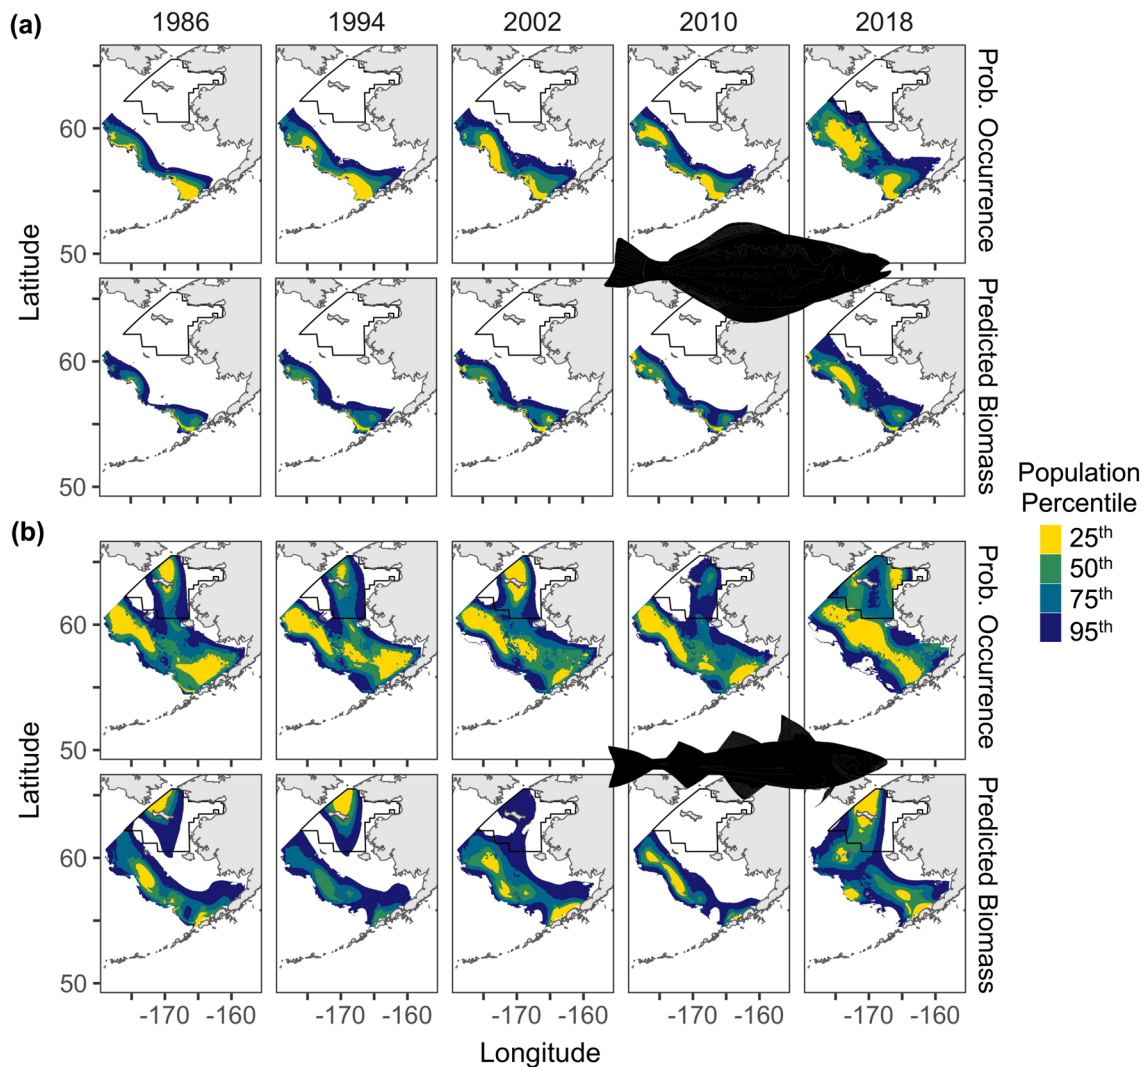 (a)
1986 1994 2002 2010 2018
Prob. Occurrence
60
50
Latitude
Predicted Biomass
60
50
Population
Percentile
25th
50th
75th
95th
(b)
Prob. Occurrence
60
50
Latitude
Predicted Biomass
60
50
-170 -160 -170 -160 -170 -160 -170 -160 -170 -160
Longitude